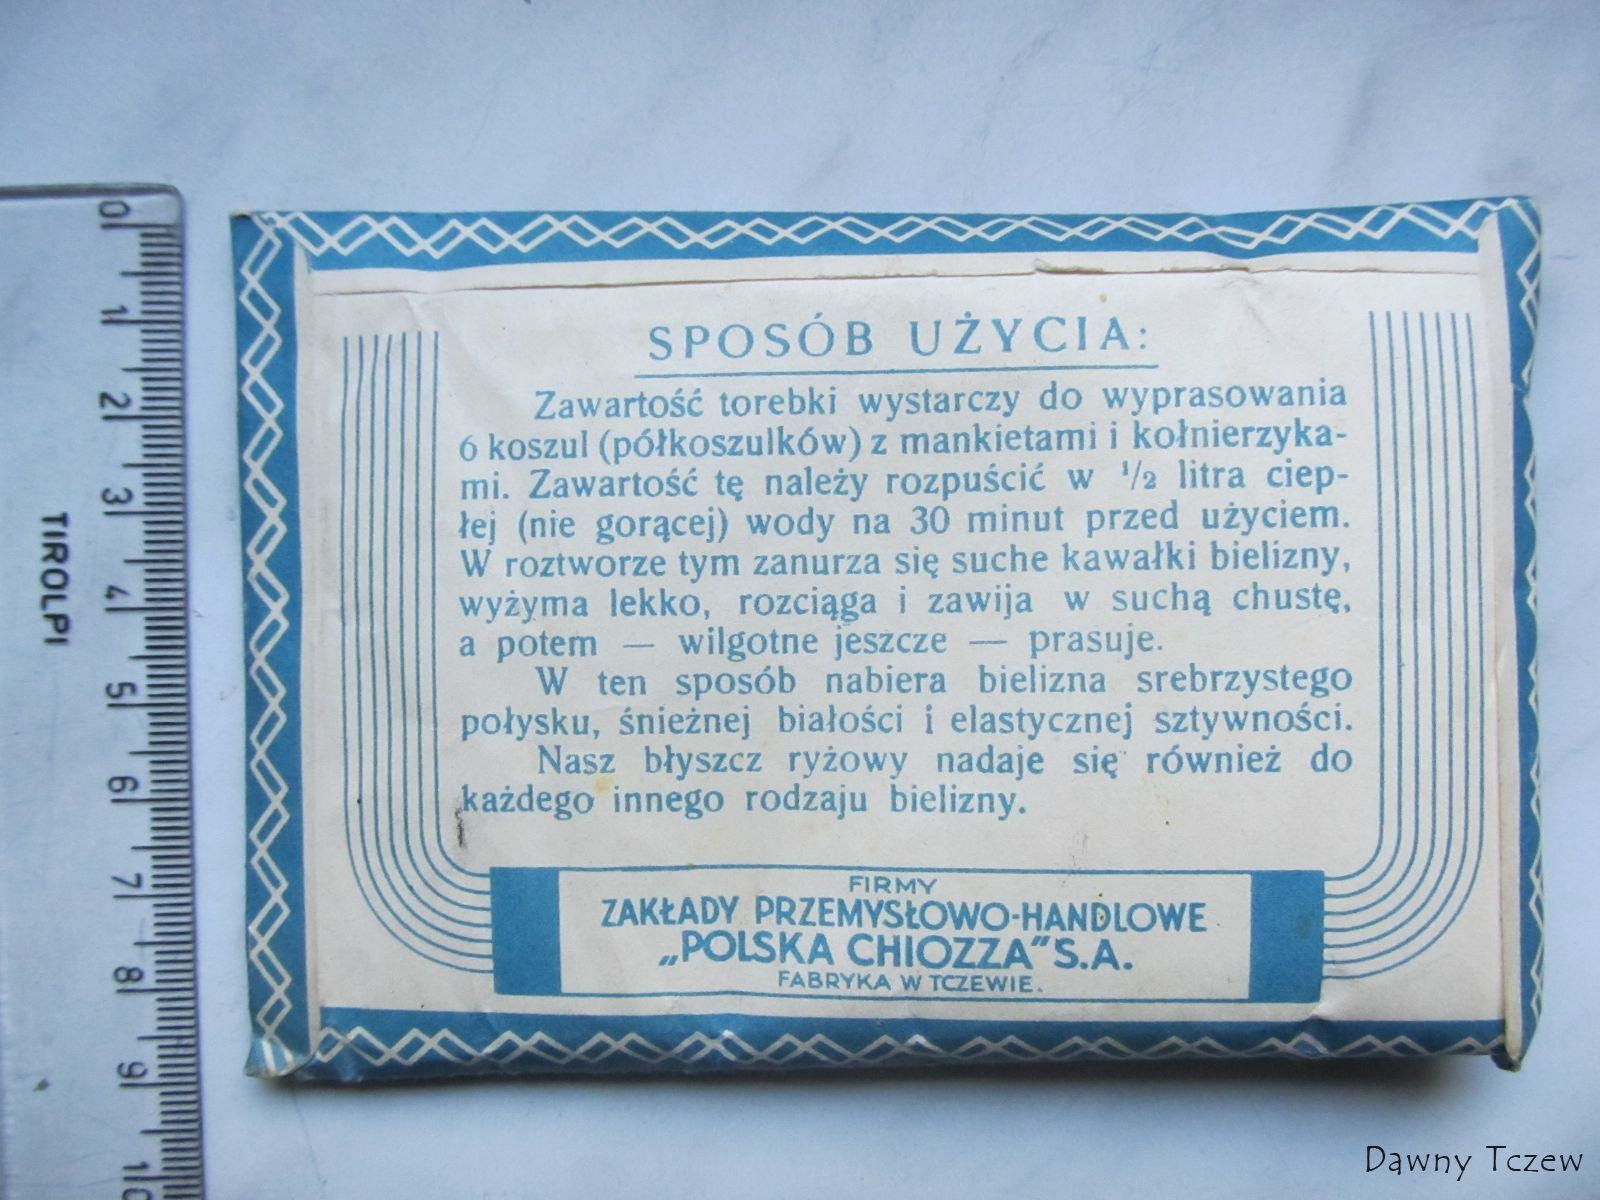 SPOSÓB UŻYCIA:
Zawartość torebki wystarczy do wyprasowania
6 koszul (półkoszulków) z mankietami i kołnierzyka-
mi. Zawartość tę należy rozpuścić w 1/2 litra ciep-
łej (nie gorącej) wody na 30 minut przed użyciem.
W roztworze tym zanurza się suche kawałki bielizny,
wyżyma lekko, rozciąga i zawija w suchą chustę,
a potem — wilgotne jeszcze — prasuje.
W ten sposób nabiera bielizna srebrzystego
połysku, śnieżnej białości i elastycznej sztywności.
Nasz błyszcz ryżowy nadaje się również do
każdego innego rodzaju bielizny.
FIRMY
ZAKŁADY PRZEMYSŁOWO-HANDLOWE
„POLSKA CHIOZZA" S.A.
FABRYKA W TCZEWIE.
0 1 2 3 4 5 6 7 8 9 10
TIROLPI
Dawny Tczew